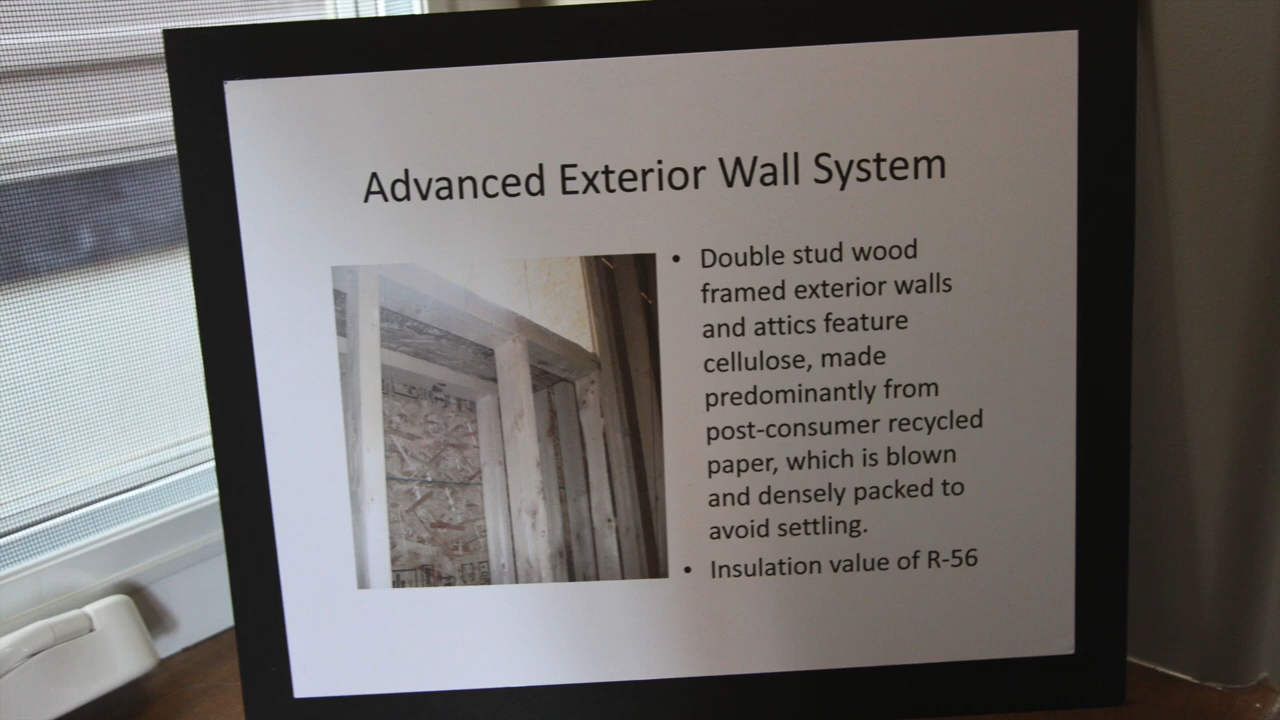 Advanced Exterior Wall System
• Double stud wood
framed exterior walls
and attics feature
cellulose, made
predominantly from
post-consumer recycled
paper, which is blown
and densely packed to
avoid settling.
• Insulation value of R-56